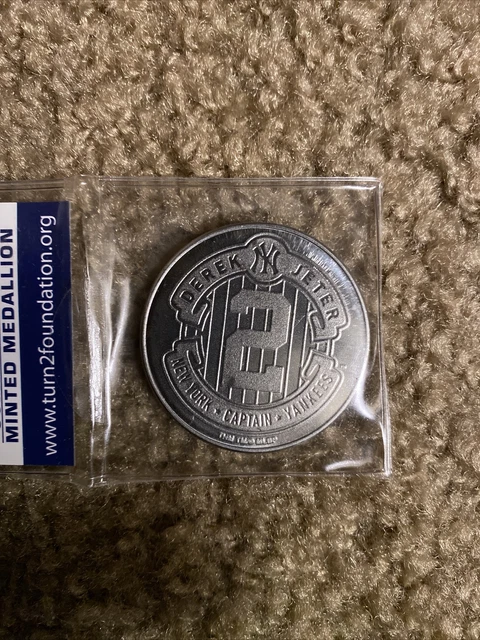 MINTED MEDALLION
www.turn2foundation.org
DEREK NY JETER
2
NEW YORK • CAPTAIN • YANKEES